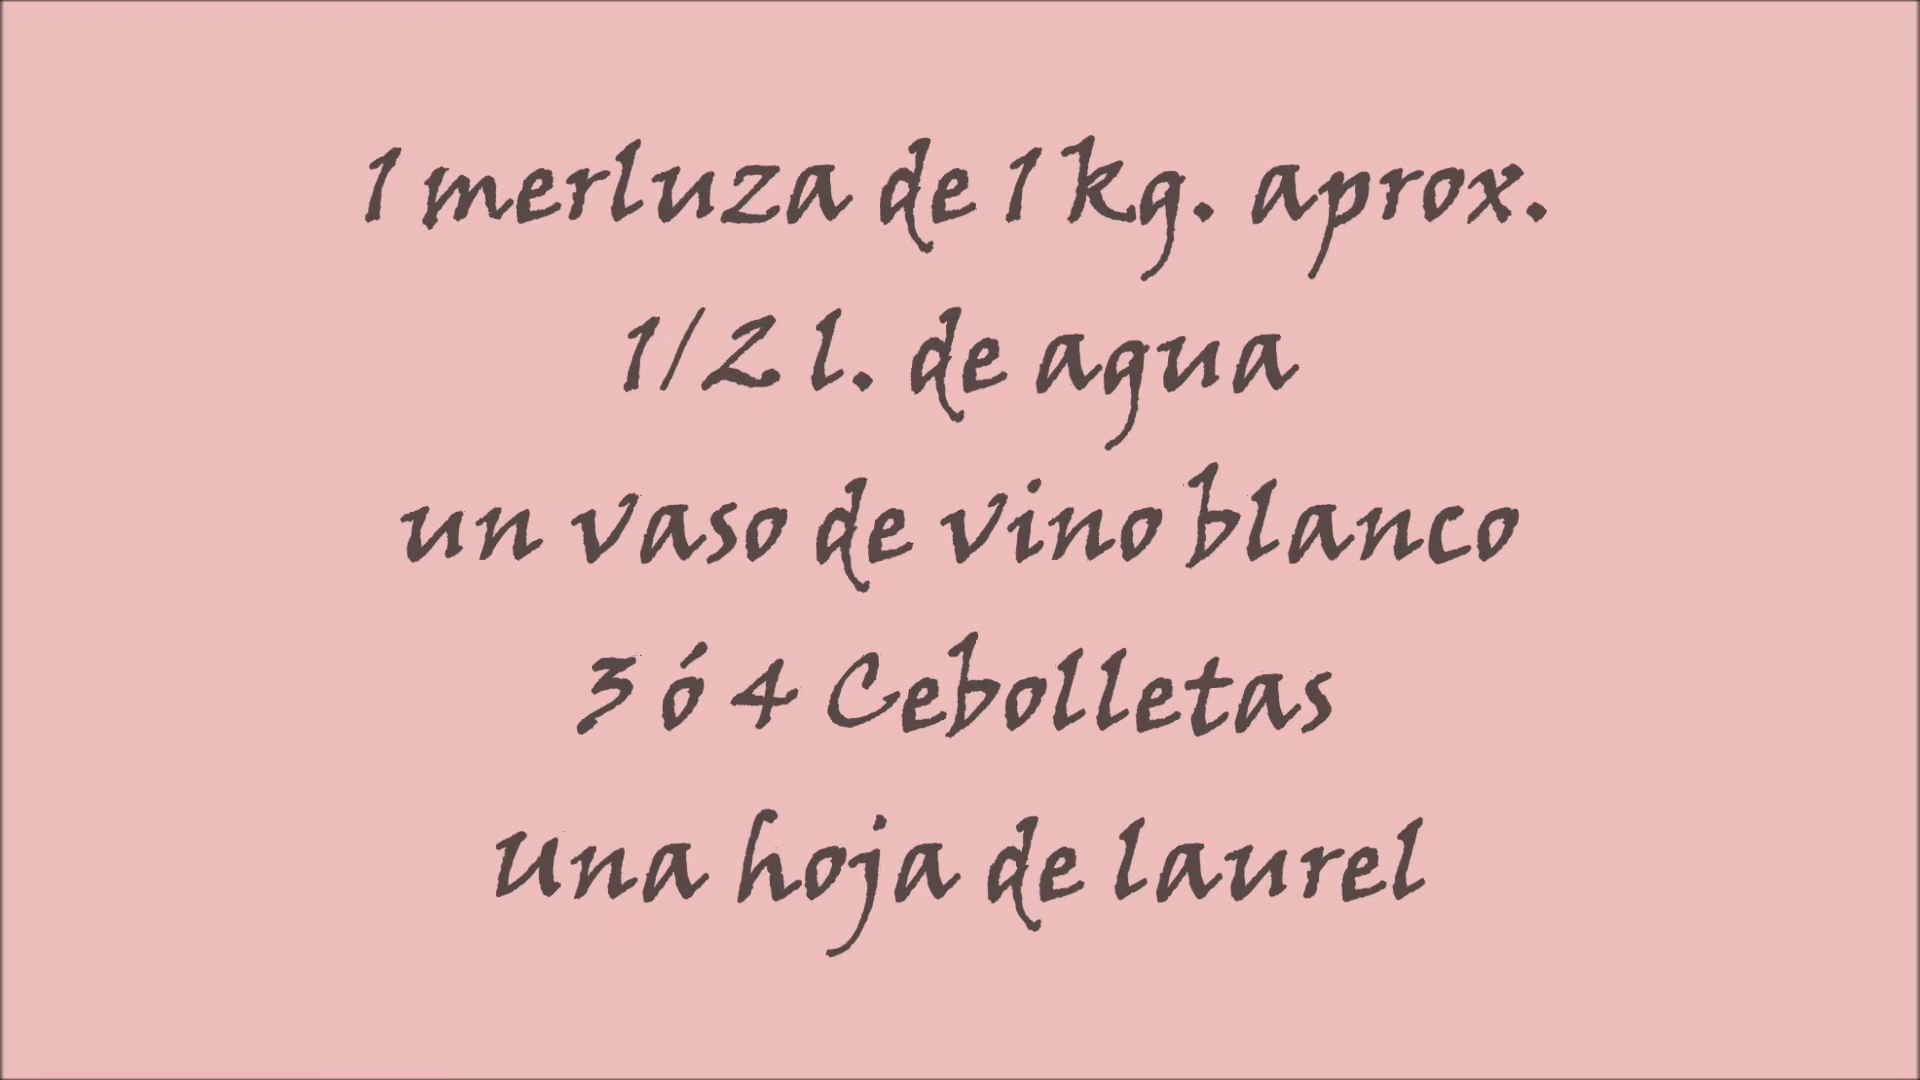 1 merluza de 1 kg. aprox.
1/2 l. de agua
un vaso de vino blanco
3 ó 4 Cebolletas
Una hoja de laurel